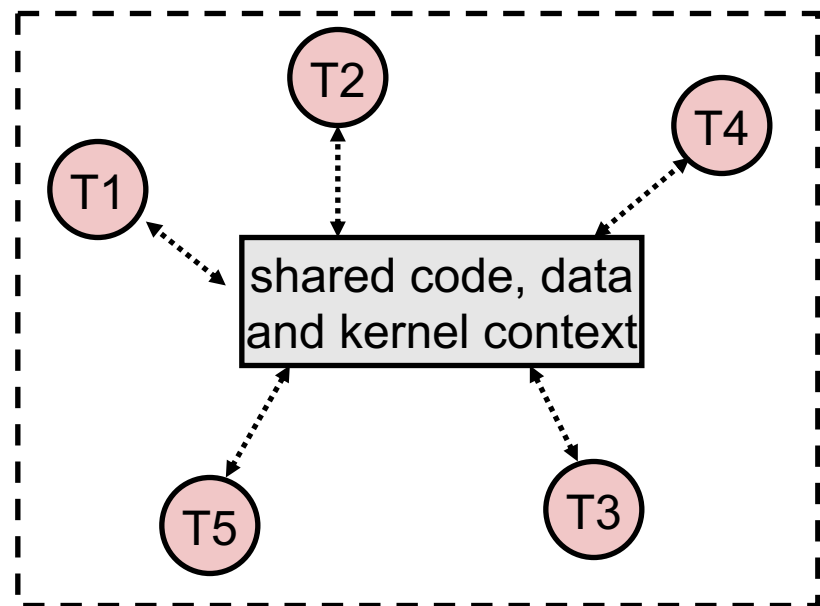 T2
T4
T1
shared code, data
and kernel context
T5
T3